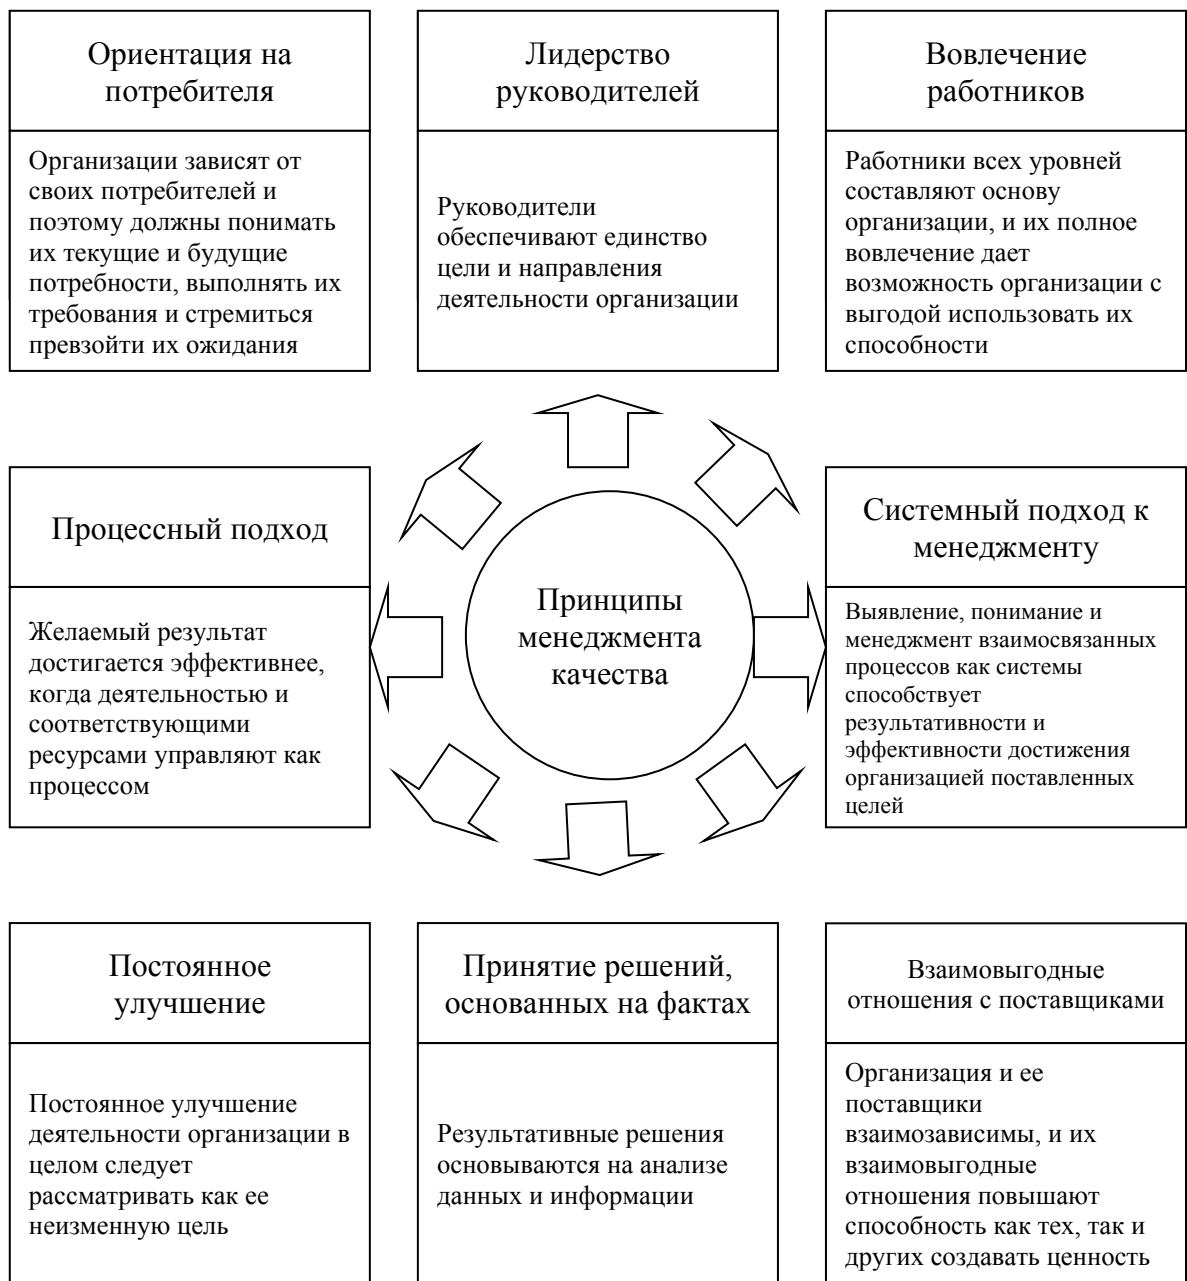 Ориентация на
потребителя
Организации зависят от
своих потребителей и
поэтому должны понимать
их текущие и будущие
потребности, выполнять их
требования и стремиться
превзойти их ожидания
Лидерство
руководителей
Руководители
обеспечивают единство
цели и направления
деятельности организации
Вовлечение
работников
Работники всех уровней
составляют основу
организации, и их полное
вовлечение дает
возможность организации с
выгодой использовать их
способности
Процессный подход
Желаемый результат
достигается эффективнее,
когда деятельностью и
соответствующими
ресурсами управляют как
процессом
Принципы
менеджмента
качества
Системный подход к
менеджменту
Выявление, понимание и
менеджмент взаимосвязанных
процессов как системы
способствует
результативности и
эффективности достижения
организацией поставленных
целей
Постоянное
улучшение
Постоянное улучшение
деятельности организации в
целом следует
рассматривать как ее
неизменную цель
Принятие решений,
основанных на фактах
Результативные решения
основываются на анализе
данных и информации
Взаимовыгодные
отношения с поставщиками
Организация и ее
поставщики
взаимозависимы, и их
взаимовыгодные
отношения повышают
способность как тех, так и
других создавать ценность